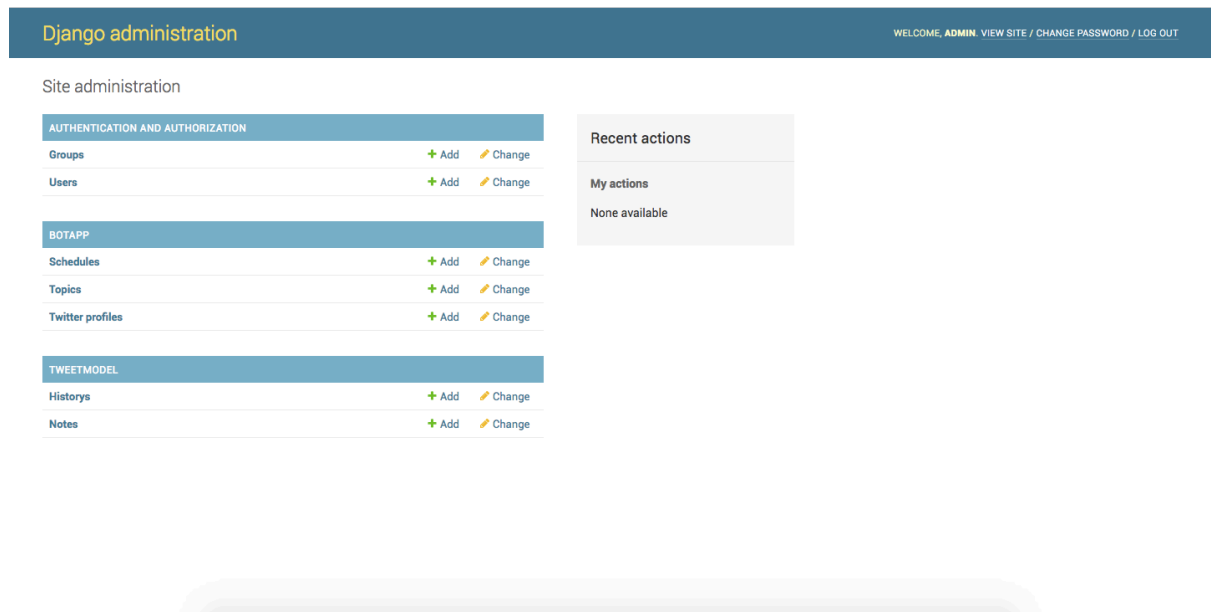 Django administration
WELCOME, ADMIN. VIEW SITE / CHANGE PASSWORD / LOG OUT
Site administration
AUTHENTICATION AND AUTHORIZATION
Groups Add Change
Users Add Change
BOTAPP
Schedules Add Change
Topics Add Change
Twitter profiles Add Change
TWEETMODEL
Historys Add Change
Notes Add Change
Recent actions
My actions
None available